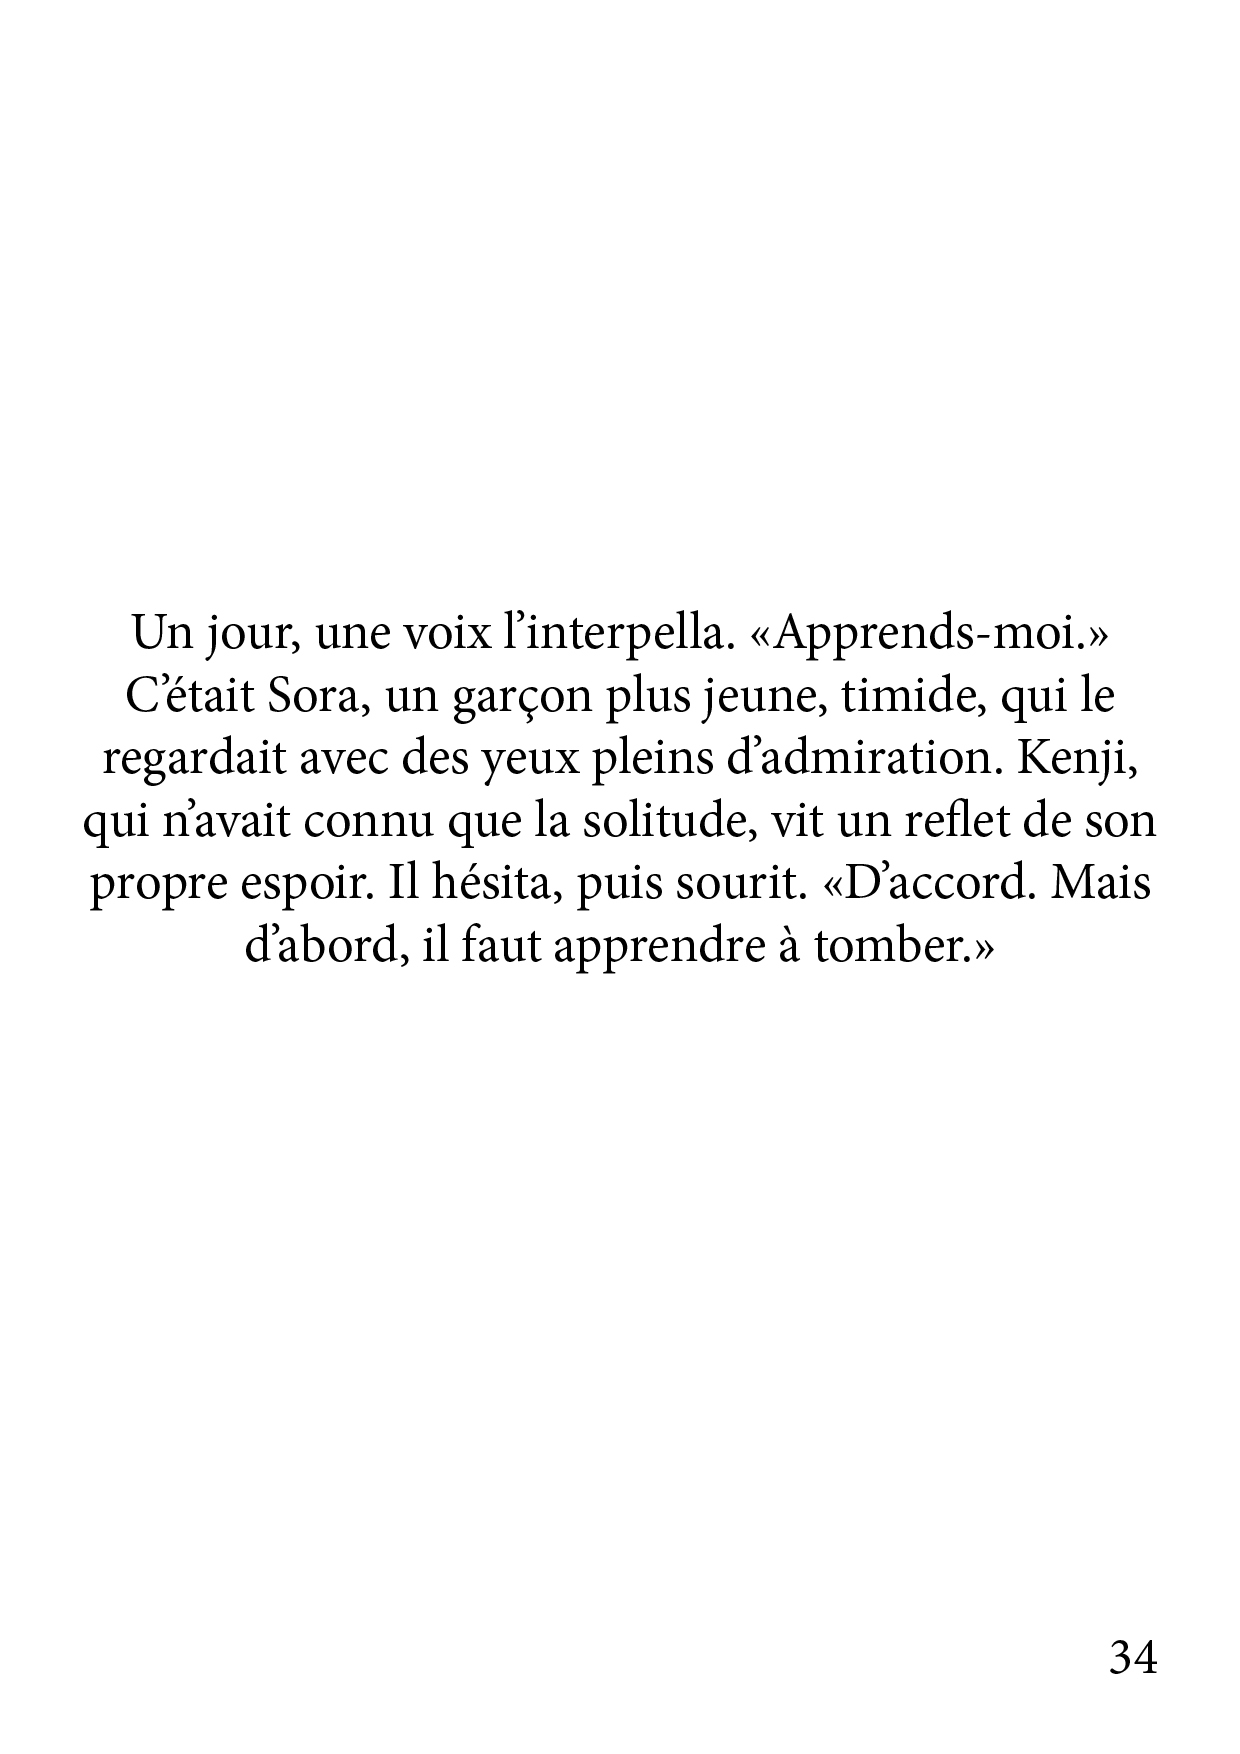 Un jour, une voix l’interpella. «Apprends-moi.»
C’était Sora, un garçon plus jeune, timide, qui le
regardait avec des yeux pleins d’admiration. Kenji,
qui n’avait connu que la solitude, vit un reflet de son
propre espoir. Il hésita, puis sourit. «D’accord. Mais
d’abord, il faut apprendre à tomber.»
34